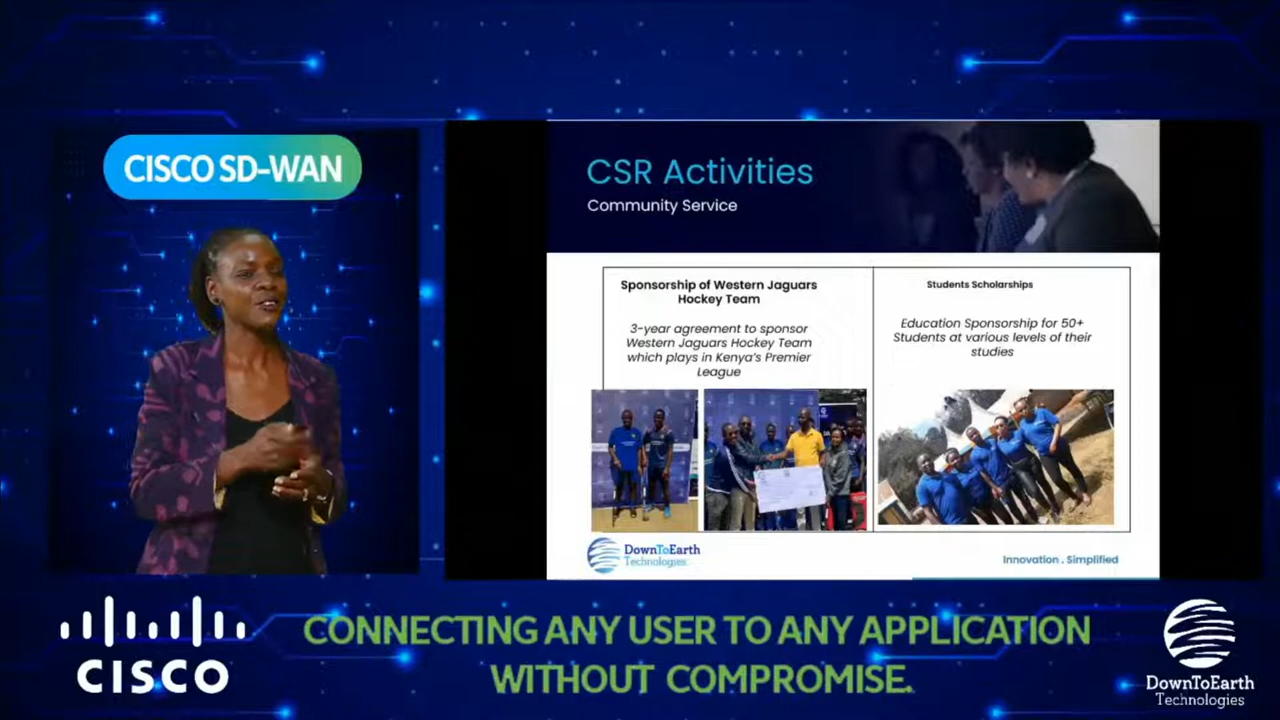 CISCO SD-WAN
CSR Activities
Community Service
Sponsorship of Western Jaguars
Hockey Team
3-year agreement to sponsor
Western Jaguars Hockey Team
which plays in Kenya's Premier
League
Students Scholarships
Education Sponsorship for 50+
Students at various levels of their
studies
DownToEarth
Technologies
Innovation . Simplified
CISCO
CONNECTING ANY USER TO ANY APPLICATION
WITHOUT COMPROMISE.
DownToEarth
Technologies